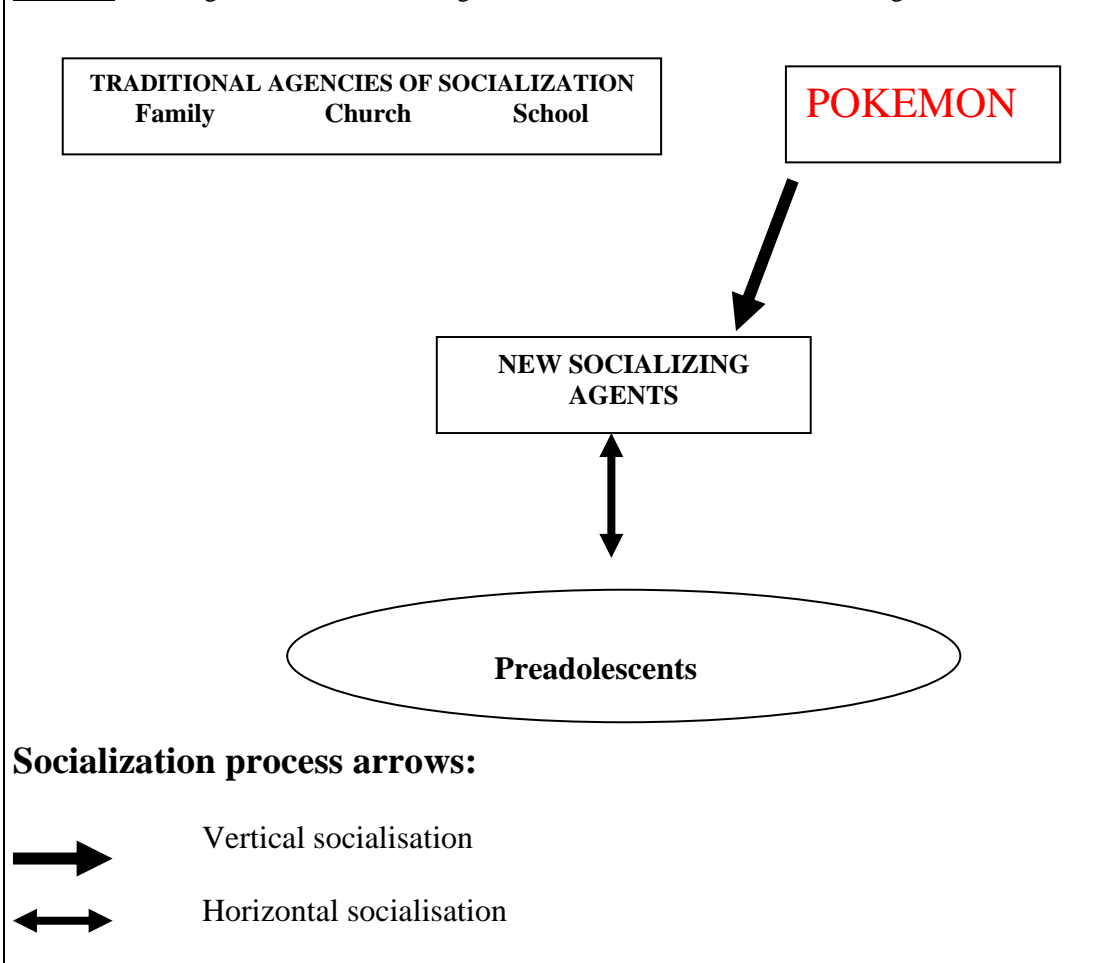 TRADITIONAL AGENCIES OF SOCIALIZATION
Family Church School
POKEMON
NEW SOCIALIZING
AGENTS
Preadolescents
Socialization process arrows:
Vertical socialisation
Horizontal socialisation